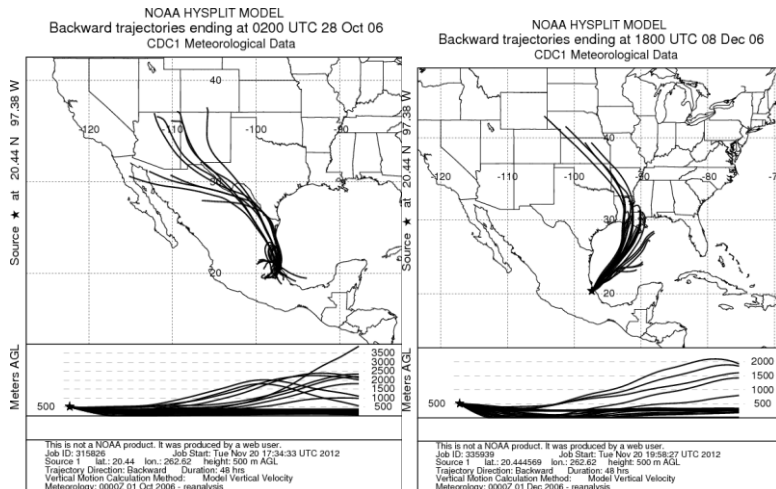 NOAA HYSPLIT MODEL
Backward trajectories ending at 0200 UTC 28 Oct 06
CDC1 Meteorological Data
Source ★ at 20.44 N 97.38 W
40
-120
-110
-100
-90
20
Meters AGL
500
3500
3000
2500
2000
1500
1000
500
This is not a NOAA product. It was produced by a web user.
Job ID: 315826 Job Start: Tue Nov 20 17:34:33 UTC 2012
Source 1 lat.: 20.44 lon.: 262.62 height: 500 m AGL
Trajectory Direction: Backward Duration: 48 hrs
Vertical Motion Calculation Method: Model Vertical Velocity
Meteorology: 0000Z 01 Oct 2006 - reanalysis
NOAA HYSPLIT MODEL
Backward trajectories ending at 1800 UTC 08 Dec 06
CDC1 Meteorological Data
Source ★ at 20.44 N 97.38 W
40
-120
-110
-100
-90
-80
-70
30
20
Meters AGL
500
2000
1500
1000
500
This is not a NOAA product. It was produced by a web user.
Job ID: 335939 Job Start: Tue Nov 20 19:58:27 UTC 2012
Source 1 lat.: 20.444569 lon.: 262.62 height: 500 m AGL
Trajectory Direction: Backward Duration: 48 hrs
Vertical Motion Calculation Method: Model Vertical Velocity
Meteorology: 0000Z 01 Dec 2006 - reanalysis